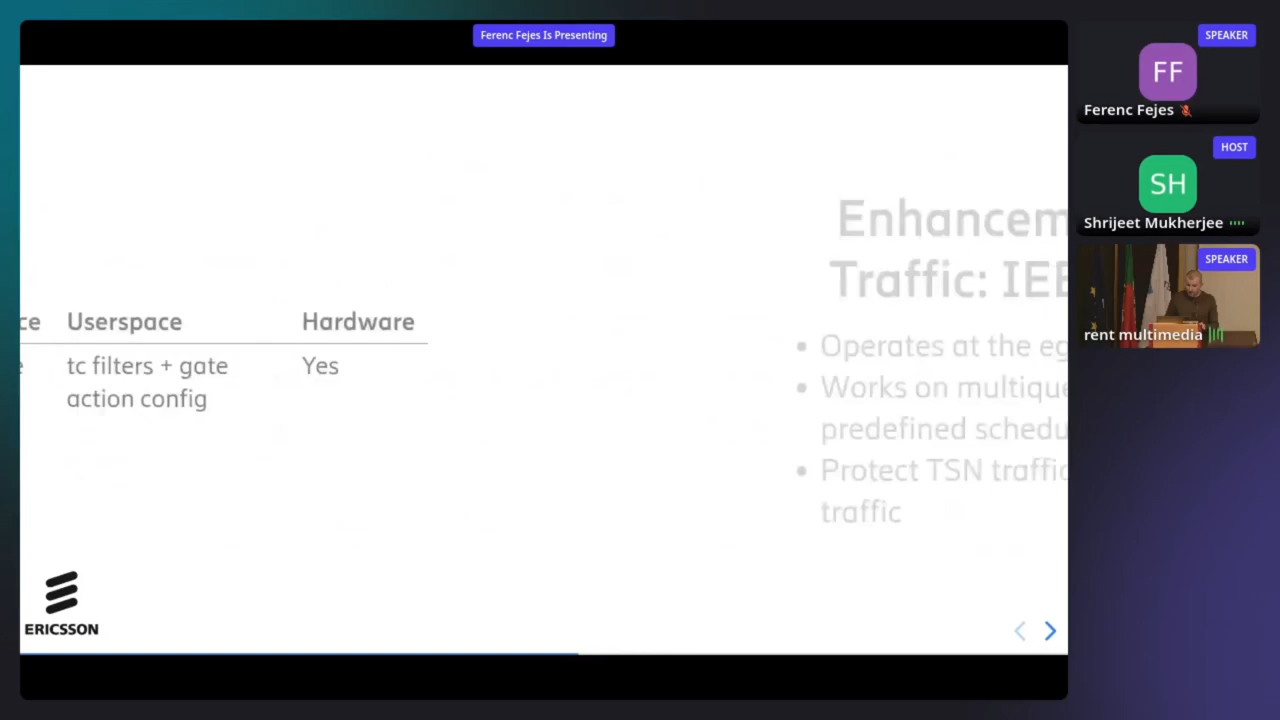 Ferenc Fejes Is Presenting
SPEAKER
FF
Ferenc Fejes
HOST
SH
Shrijeet Mukherjee
SPEAKER
rent multimedia
ce Userspace Hardware
e tc filters + gate Yes
action config
Enhancem
Traffic: IEE
• Operates at the eg
• Works on multique
predefined schedu
• Protect TSN traffic
traffic
ERICSSON